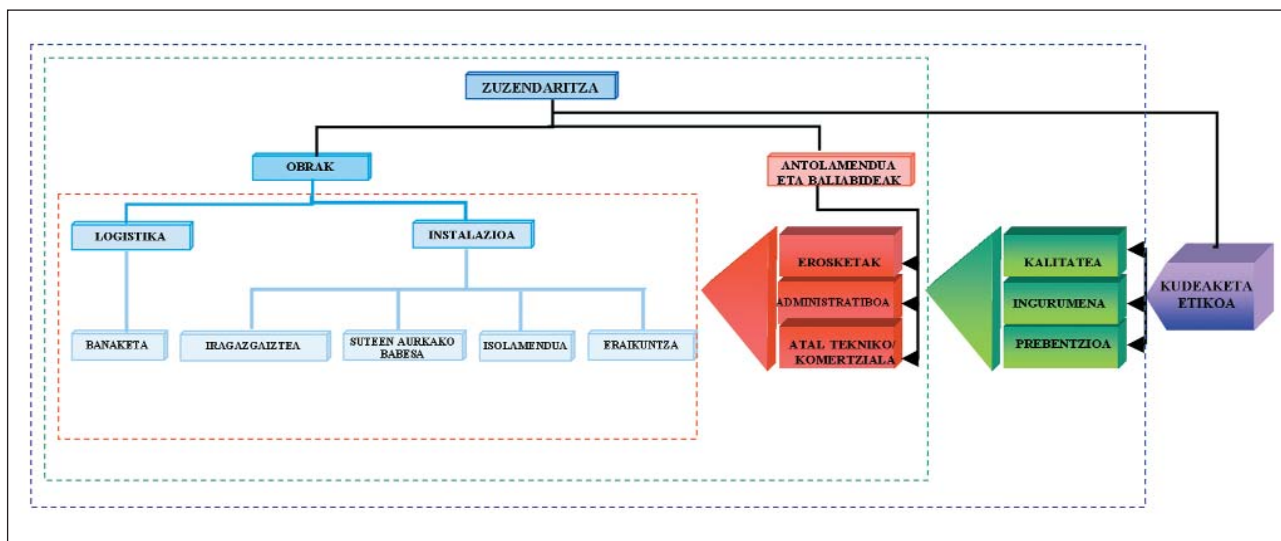 ZUZENDARITZA
OBRAK
ANTOLAMENDUA
ETA BALIABIDEAK
LOGISTIKA
INSTALAZIOA
EROSKETAK
ADMINISTRATIBOA
ATAL TEKNIKO/
KOMERTZIALA
KALITATEA
INGURUMENA
PREBENTZIOA
KUDEAKETA
ETIKOA
BANAKETA
IRAGAZGAIZTEA
SUTEEN AURKAKO
BABESA
ISOLAMENDUA
ERAIKUNTZA